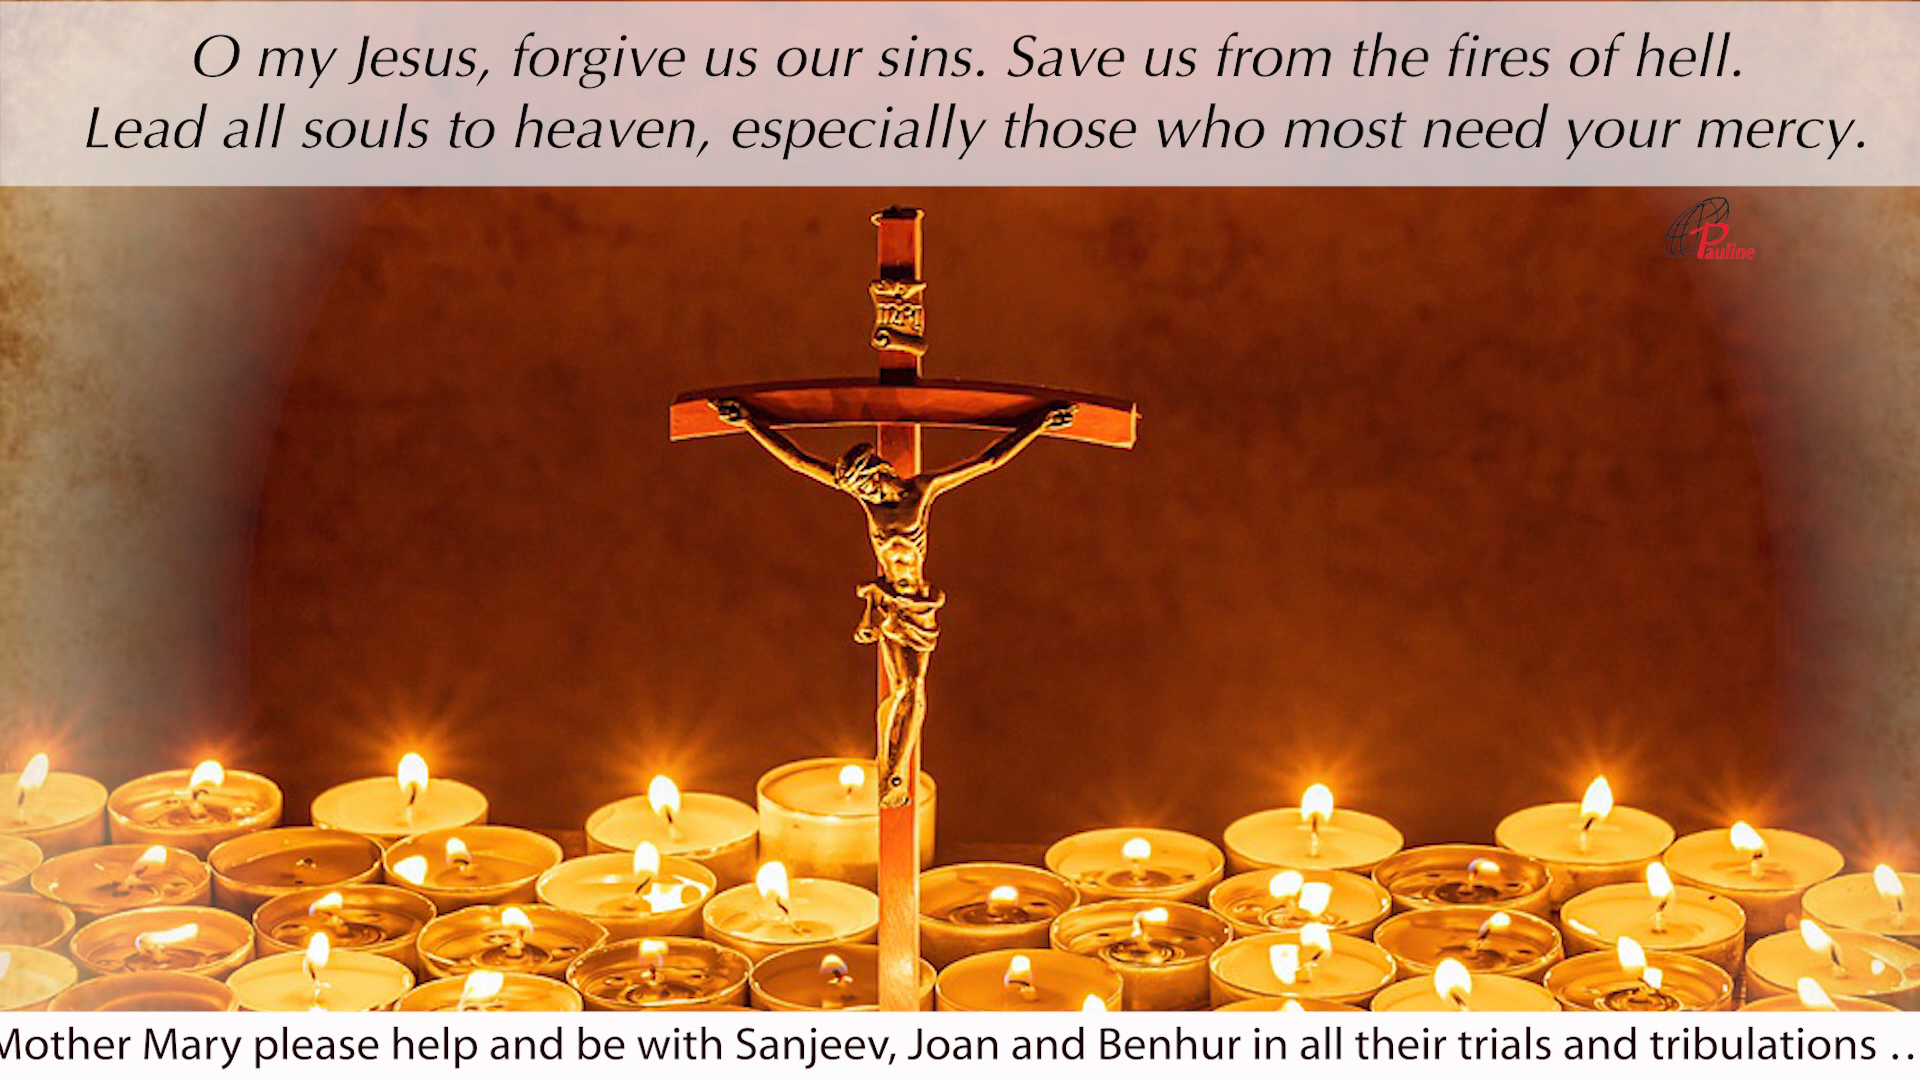 O my Jesus, forgive us our sins. Save us from the fires of hell.
Lead all souls to heaven, especially those who most need your mercy.
Pauline
Mother Mary please help and be with Sanjeev, Joan and Benhur in all their trials and tribulations ..